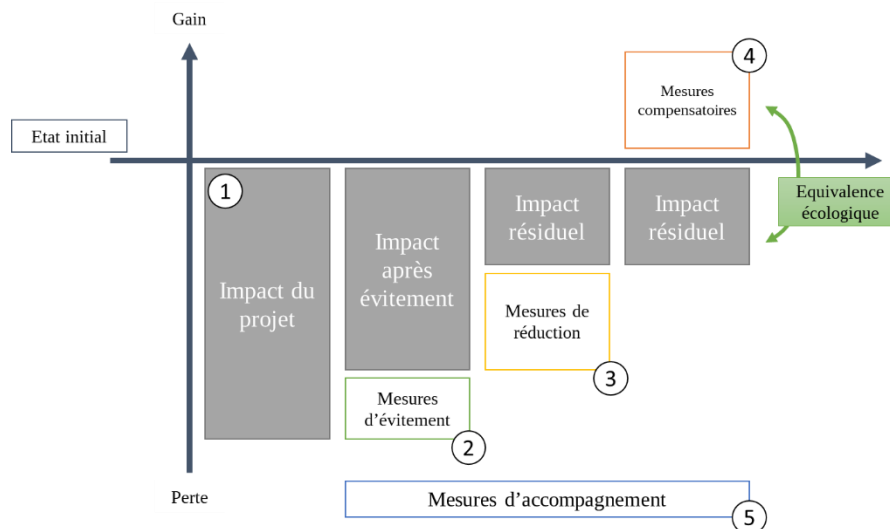 Gain
4
Mesures
compensatoires
Etat initial
1
Impact du
projet
Impact
après
évitement
Impact
résiduel
Impact
résiduel
Equivalence
écologique
Mesures de
réduction
3
Mesures
d’évitement
2
Perte
Mesures d’accompagnement
5